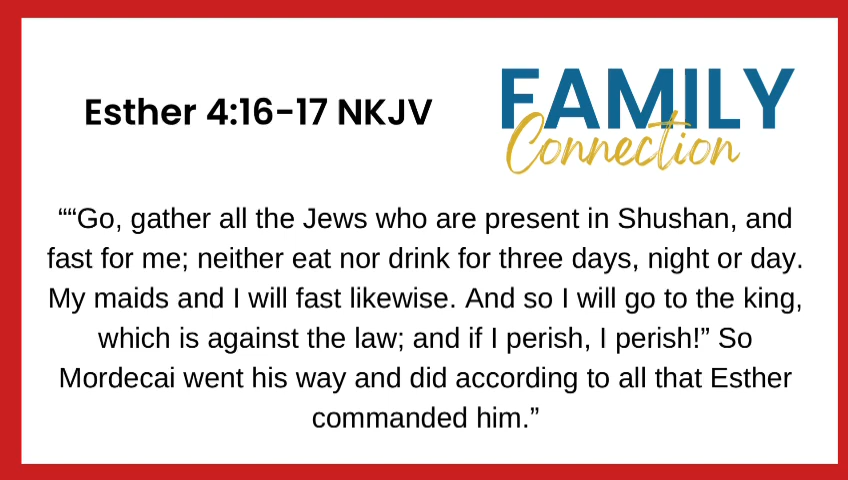 Esther 4:16-17 NKJV
FAMILY
Connection
““Go, gather all the Jews who are present in Shushan, and
fast for me; neither eat nor drink for three days, night or day.
My maids and I will fast likewise. And so I will go to the king,
which is against the law; and if I perish, I perish!” So
Mordecai went his way and did according to all that Esther
commanded him.”